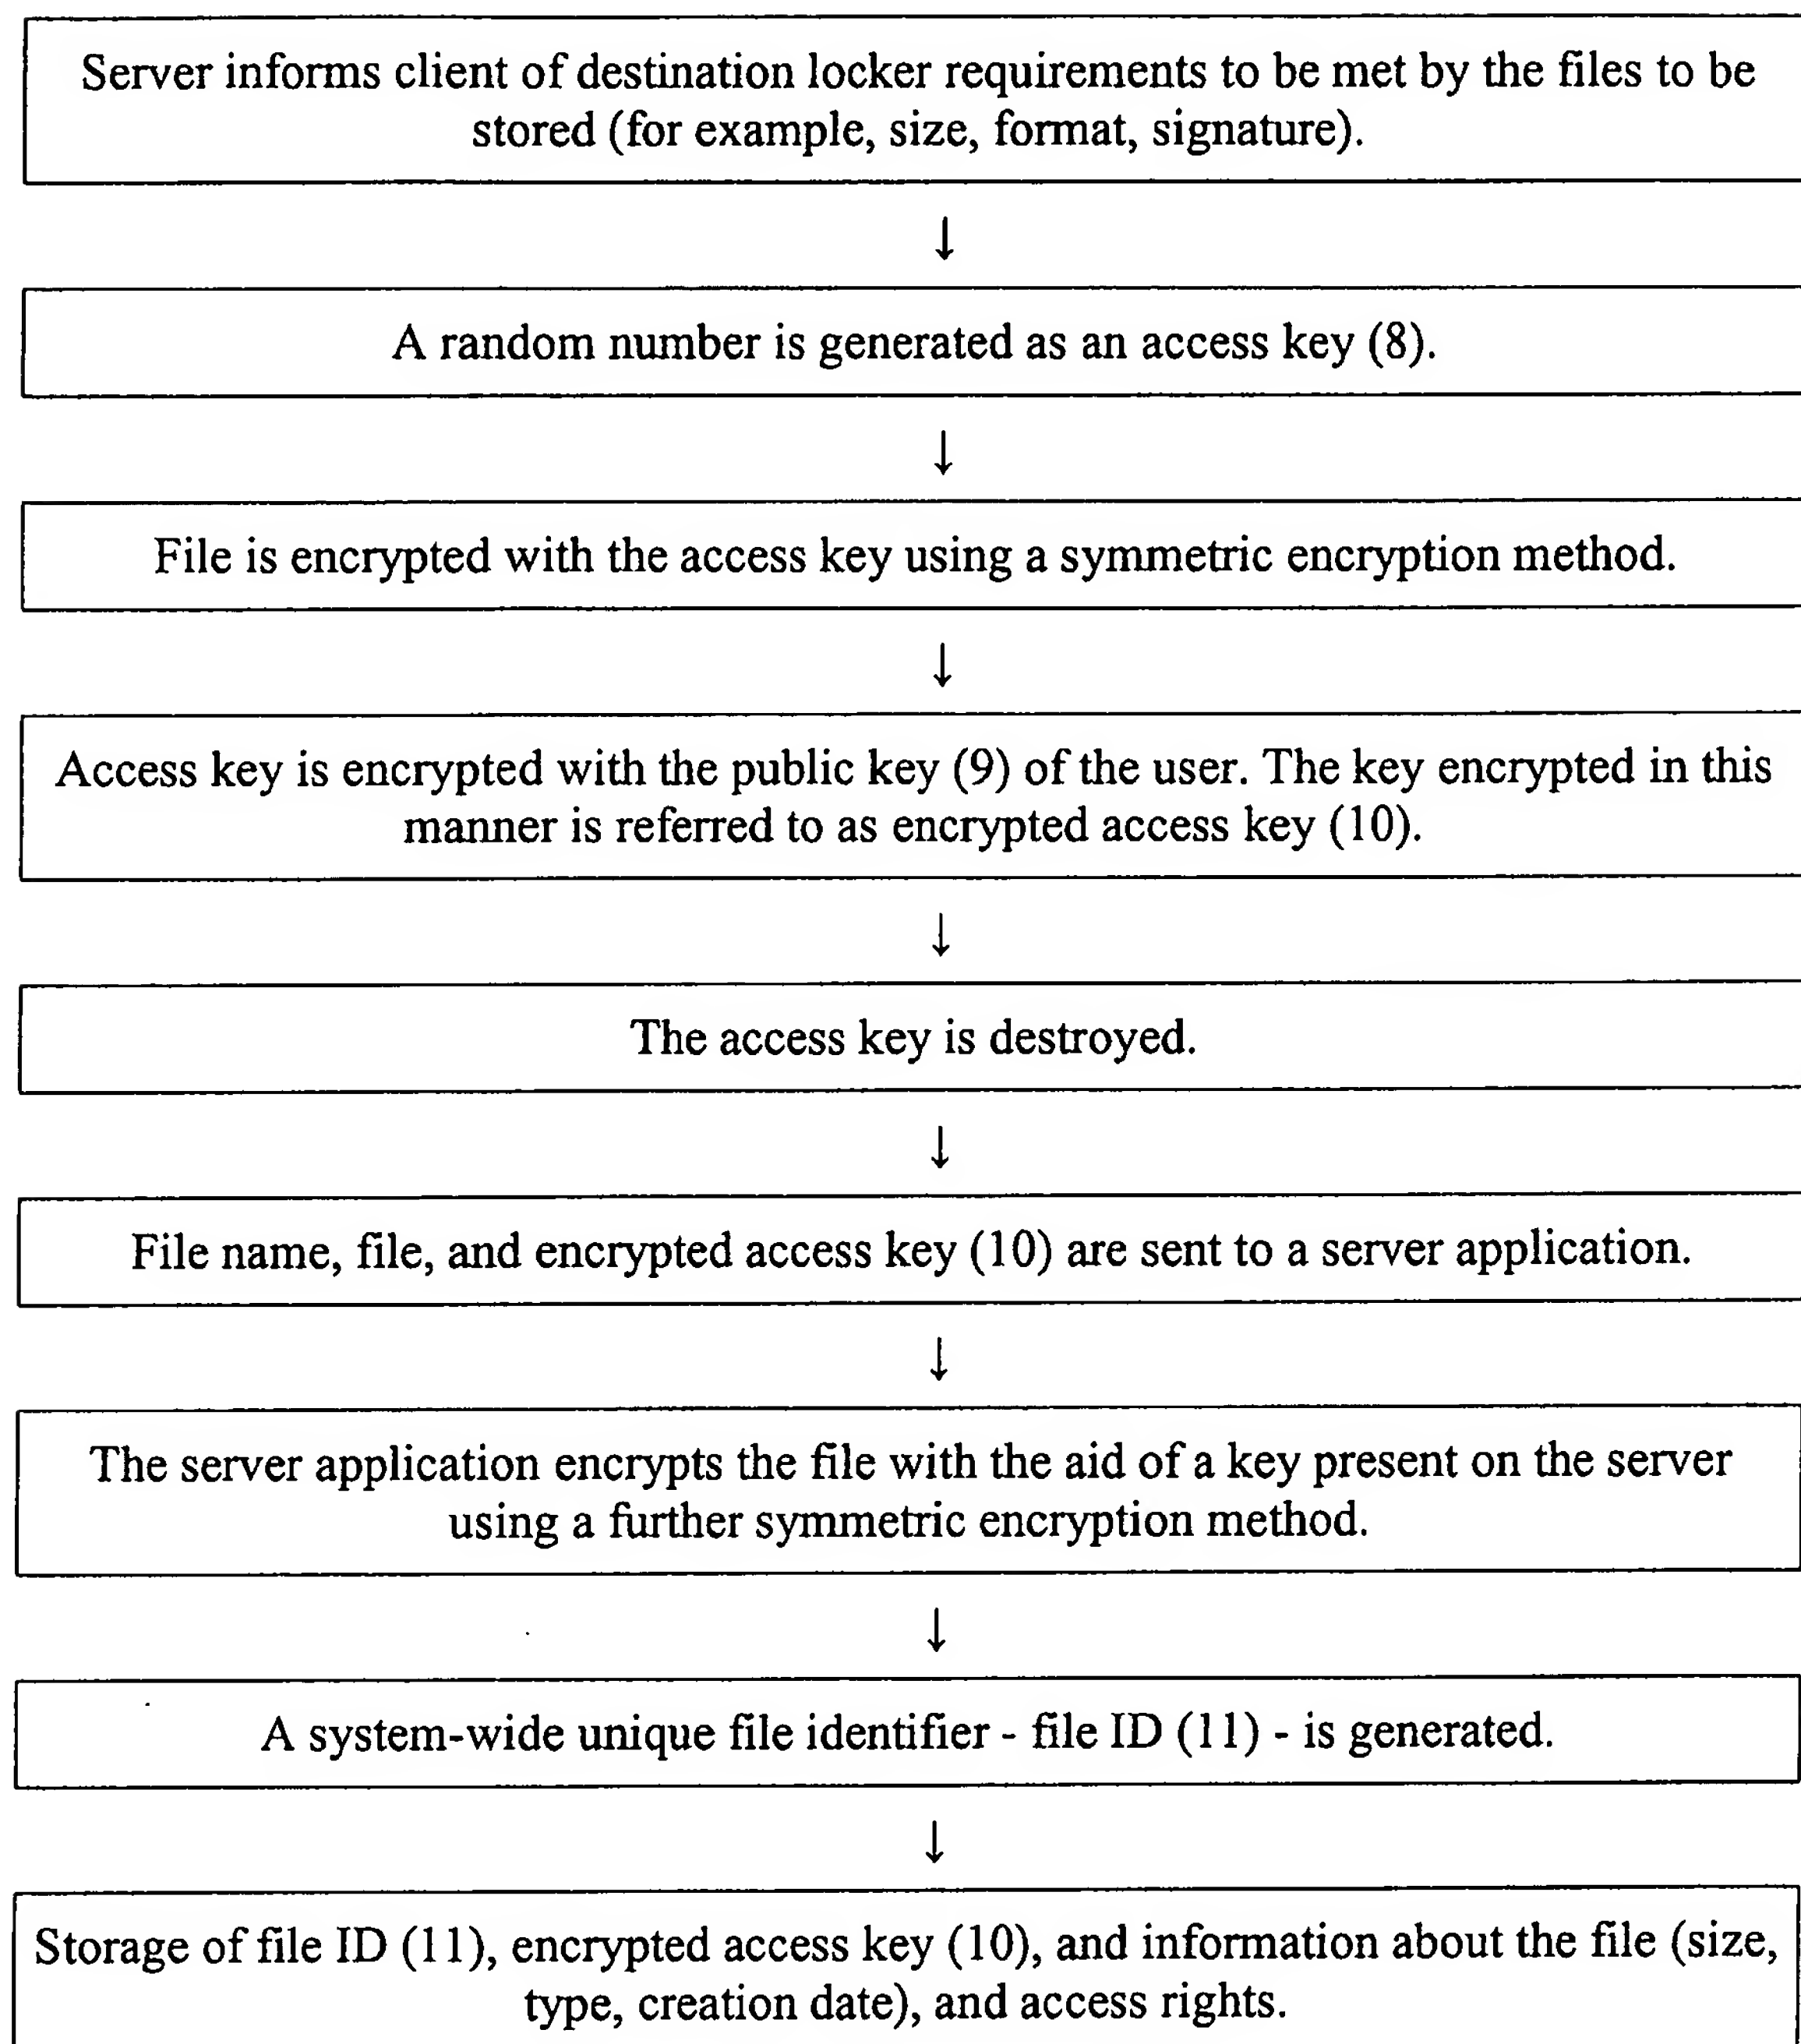 Server informs client of destination locker requirements to be met by the files to be
stored (for example, size, format, signature).
↓
A random number is generated as an access key (8).
↓
File is encrypted with the access key using a symmetric encryption method.
↓
Access key is encrypted with the public key (9) of the user. The key encrypted in this
manner is referred to as encrypted access key (10).
↓
The access key is destroyed.
↓
File name, file, and encrypted access key (10) are sent to a server application.
↓
The server application encrypts the file with the aid of a key present on the server
using a further symmetric encryption method.
↓
A system-wide unique file identifier - file ID (11) - is generated.
↓
Storage of file ID (11), encrypted access key (10), and information about the file (size,
type, creation date), and access rights.